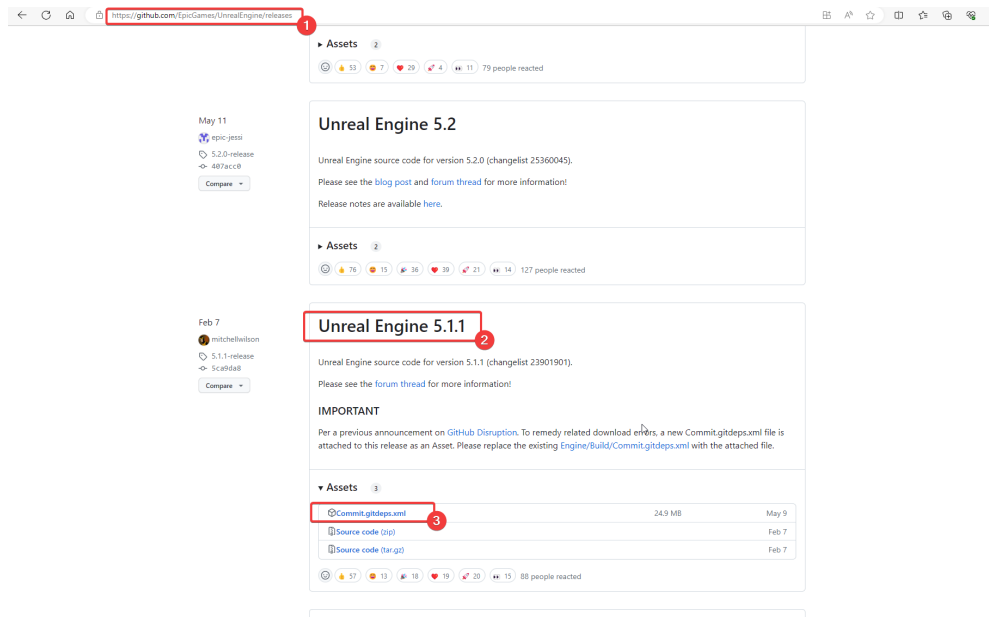 https://github.com/EpicGames/UnrealEngine/releases
1
Assets 2
53 7 29 4 11 79 people reacted
May 11
epic-jessi
5.2.0-release
407acc0
Compare
Unreal Engine 5.2
Unreal Engine source code for version 5.2.0 (changelist 25360045).
Please see the blog post and forum thread for more information!
Release notes are available here.
Assets 2
76 15 36 39 21 14 127 people reacted
Feb 7
mitchellwilson
5.1.1-release
5ca9da8
Compare
Unreal Engine 5.1.1
2
Unreal Engine source code for version 5.1.1 (changelist 23901901).
Please see the forum thread for more information!
IMPORTANT
Per a previous announcement on GitHub Disruption. To remedy related download errors, a new Commit.gitdeps.xml file is
attached to this release as an Asset. Please replace the existing Engine/Build/Commit.gitdeps.xml with the attached file.
Assets 3
Commit.gitdeps.xml 24.9 MB May 9
3
Source code (zip) Feb 7
Source code (tar.gz) Feb 7
57 13 18 19 20 15 88 people reacted